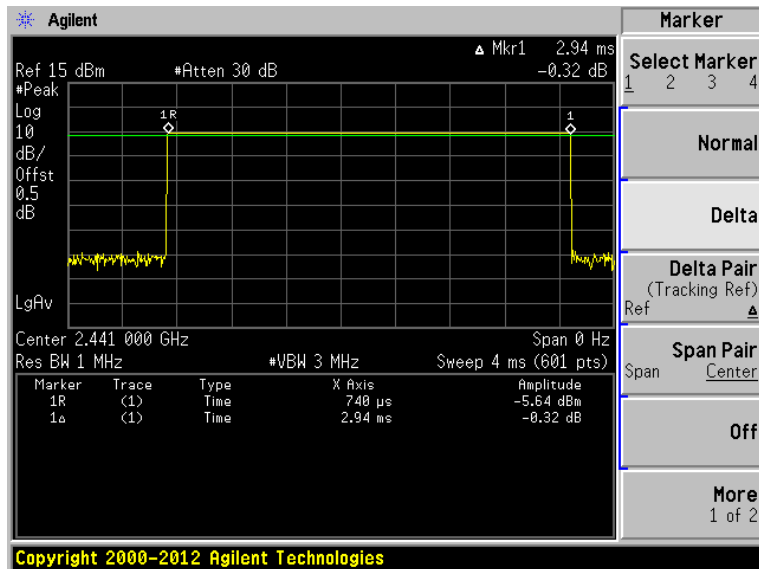 Agilent
Marker
Δ Mkr1 2.94 ms
Ref 15 dBm #Atten 30 dB -0.32 dB
#Peak
Log
10
dB/
Offst
0.5
dB
LgAv
1R
1
Center 2.441 000 GHz Span 0 Hz
Res BW 1 MHz #VBW 3 MHz Sweep 4 ms (601 pts)
Marker Trace Type X Axis Amplitude
1R (1) Time 740 µs -5.64 dBm
1Δ (1) Time 2.94 ms -0.32 dB
Select Marker
1 2 3 4
Normal
Delta
Delta Pair
(Tracking Ref)
Ref Δ
Span Pair
Span Center
Off
More
1 of 2
Copyright 2000-2012 Agilent Technologies